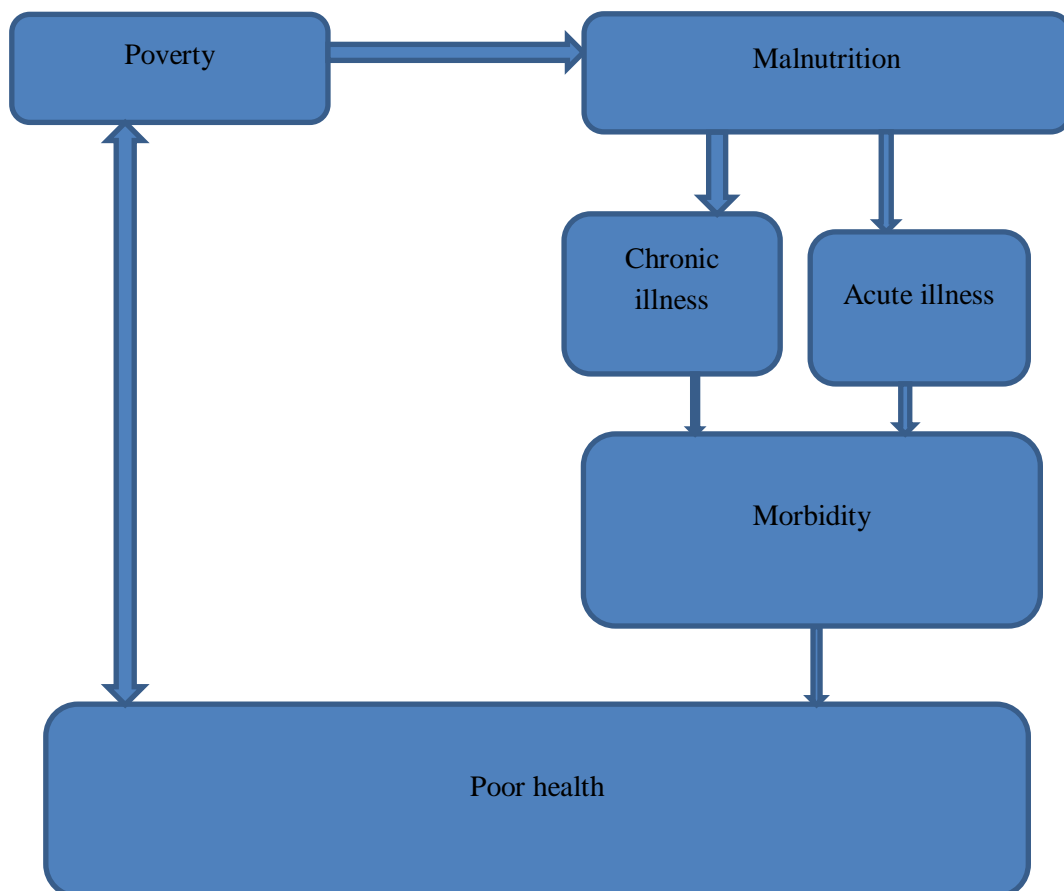 Poverty
Malnutrition
Chronic
illness
Acute illness
Morbidity
Poor health